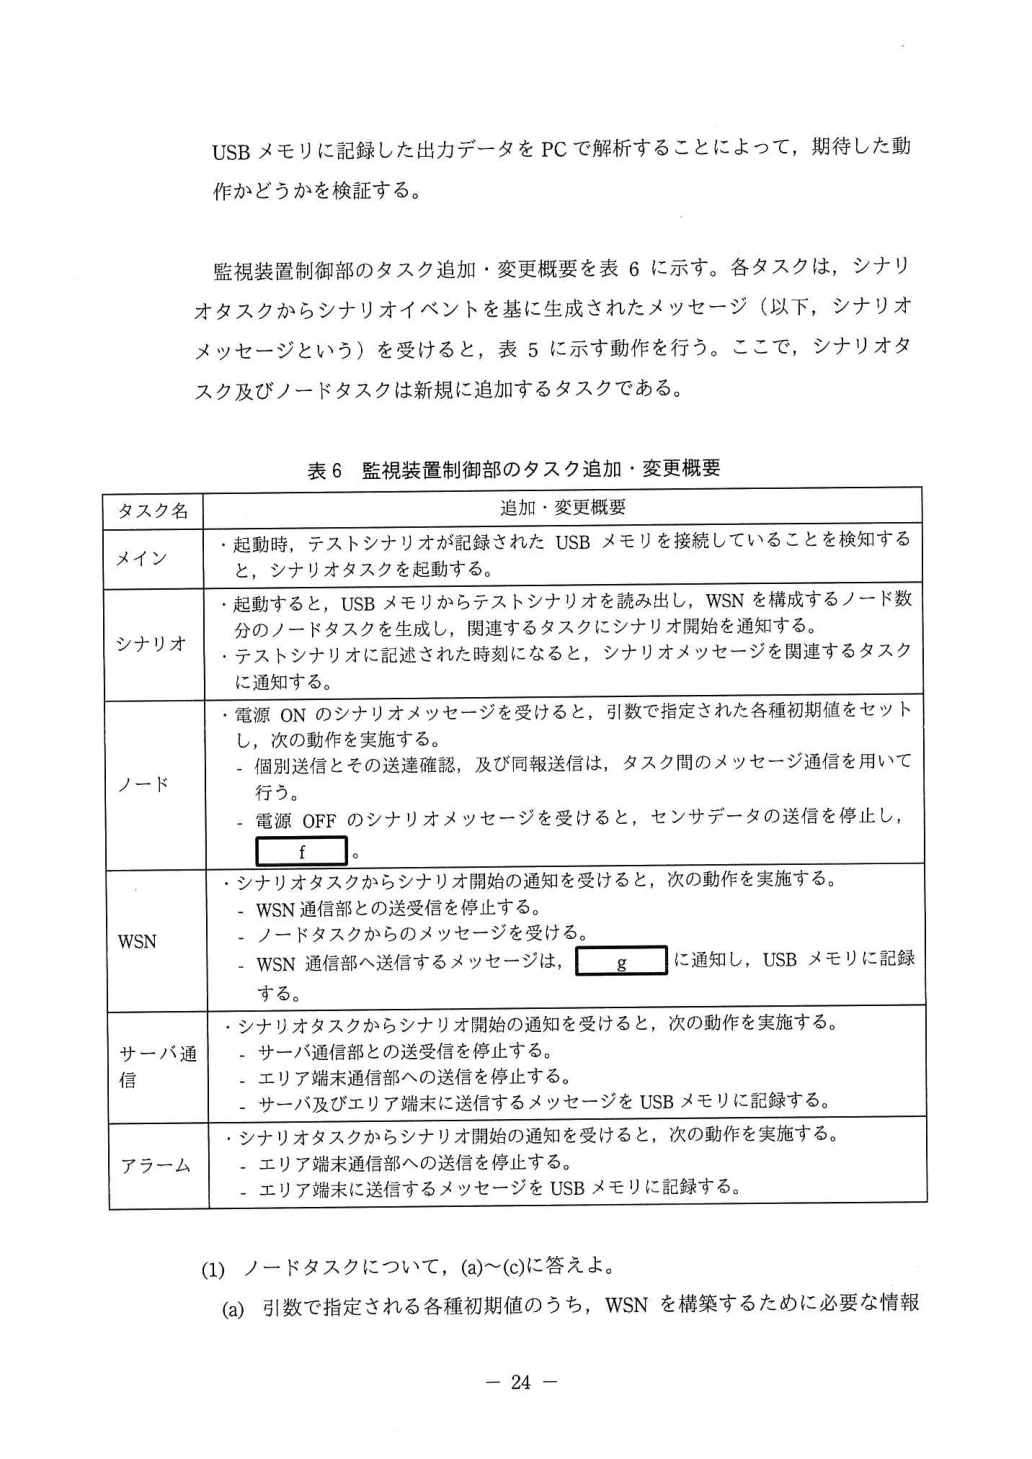 USB メモリに記録した出力データを PC で解析することによって，期待した動
作かどうかを検証する。
監視装置制御部のタスク追加・変更概要を表 6 に示す。各タスクは，シナリ
オタスクからシナリオイベントを基に生成されたメッセージ（以下，シナリオ
メッセージという）を受けると，表 5 に示す動作を行う。ここで，シナリオタ
スク及びノードタスクは新規に追加するタスクである。
表 6　監視装置制御部のタスク追加・変更概要
タスク名
追加・変更概要
メイン
・起動時，テストシナリオが記録された USB メモリを接続していることを検知する
と，シナリオタスクを起動する。
シナリオ
・起動すると，USB メモリからテストシナリオを読み出し，WSN を構成するノード数
分のノードタスクを生成し，関連するタスクにシナリオ開始を通知する。
・テストシナリオに記述された時刻になると，シナリオメッセージを関連するタスク
に通知する。
ノード
・電源 ON のシナリオメッセージを受けると，引数で指定された各種初期値をセット
し，次の動作を実施する。
- 個別送信とその送達確認，及び同報送信は，タスク間のメッセージ通信を用いて
行う。
- 電源 OFF のシナリオメッセージを受けると，センサデータの送信を停止し，
f 。
WSN
・シナリオタスクからシナリオ開始の通知を受けると，次の動作を実施する。
- WSN 通信部との送受信を停止する。
- ノードタスクからのメッセージを受ける。
- WSN 通信部へ送信するメッセージは， g に通知し，USB メモリに記録
する。
サーバ通
信
・シナリオタスクからシナリオ開始の通知を受けると，次の動作を実施する。
- サーバ通信部との送受信を停止する。
- エリア端末通信部への送信を停止する。
- サーバ及びエリア端末に送信するメッセージを USB メモリに記録する。
アラーム
・シナリオタスクからシナリオ開始の通知を受けると，次の動作を実施する。
- エリア端末通信部への送信を停止する。
- エリア端末に送信するメッセージを USB メモリに記録する。
(1)　ノードタスクについて，(a)～(c)に答えよ。
(a)　引数で指定される各種初期値のうち，WSN を構築するために必要な情報
－ 24 －